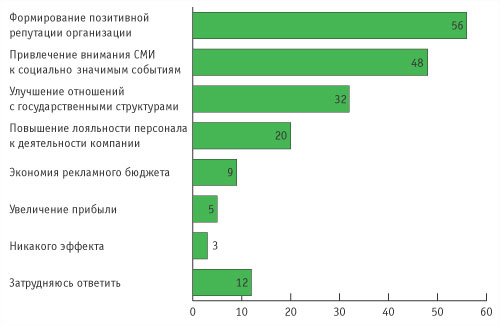 Формирование позитивной
репутации организации
56
Привлечение внимания СМИ
к социально значимым событиям
48
Улучшение отношений
с государственными структурами
32
Повышение лояльности персонала
к деятельности компании
20
Экономия рекламного бюджета
9
Увеличение прибыли
5
Никакого эффекта
3
Затрудняюсь ответить
12
0 10 20 30 40 50 60